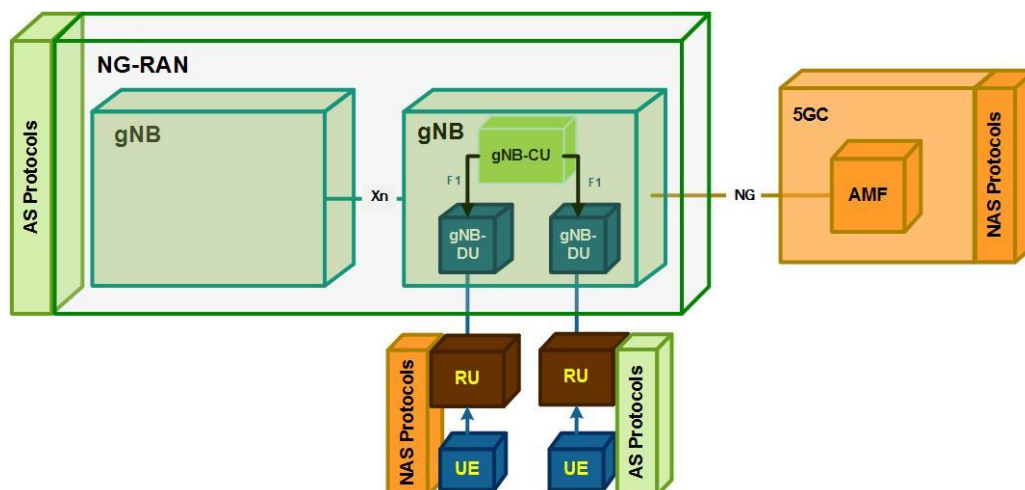 AS Protocols
NG-RAN
gNB
Xn
gNB
gNB-CU
F1
F1
gNB-
DU
gNB-
DU
NG
5GC
AMF
NAS Protocols
NAS Protocols
RU
RU
AS Protocols
UE
UE